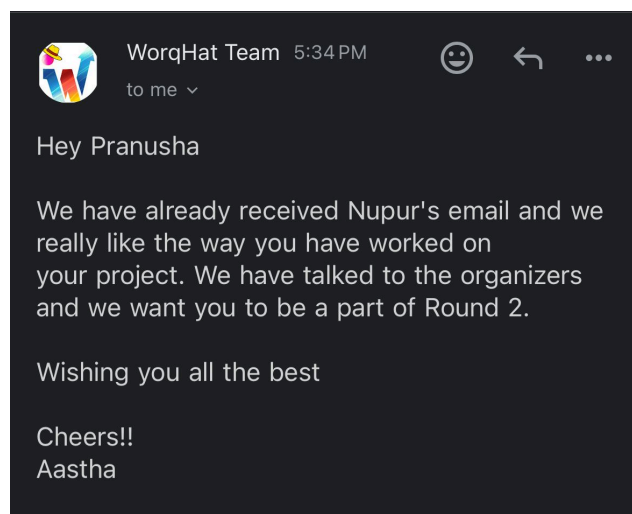 WorqHat Team 5:34 PM
to me
Hey Pranusha
We have already received Nupur's email and we
really like the way you have worked on
your project. We have talked to the organizers
and we want you to be a part of Round 2.
Wishing you all the best
Cheers!!
Aastha